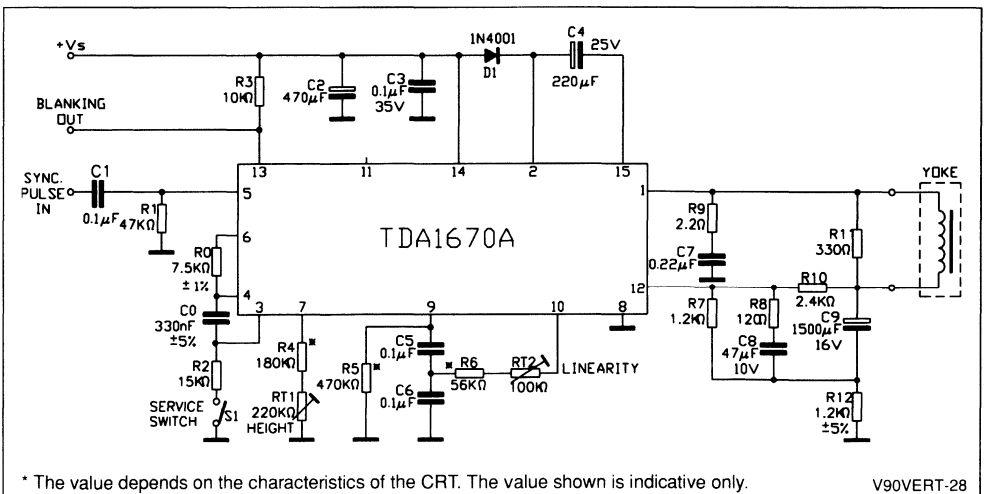 +Vs
BLANKING
OUT
SYNC.
PULSE
IN
C1
0.1μF
R1
47KΩ
R3
10KΩ
C2
470μF
C3
0.1μF
35V
1N4001
D1
C4
25V
220μF
13
11
14
2
15
5
6
4
3
7
9
10
8
1
12
TDA1670A
R0
7.5KΩ
±1%
C0
330nF
±5%
R2
15KΩ
SERVICE
SWITCH
S1
R4
*
180KΩ
RT1
220KΩ
HEIGHT
R5
*
470KΩ
C5
0.1μF
C6
0.1μF
*
R6
56KΩ
RT2
100KΩ
LINEARITY
R9
2.2Ω
C7
0.22μF
R7
1.2KΩ
R8
120Ω
C8
47μF
10V
R10
2.4KΩ
R11
330Ω
C9
1500μF
16V
R12
1.2KΩ
±5%
YOKE
* The value depends on the characteristics of the CRT. The value shown is indicative only.
V90VERT-28